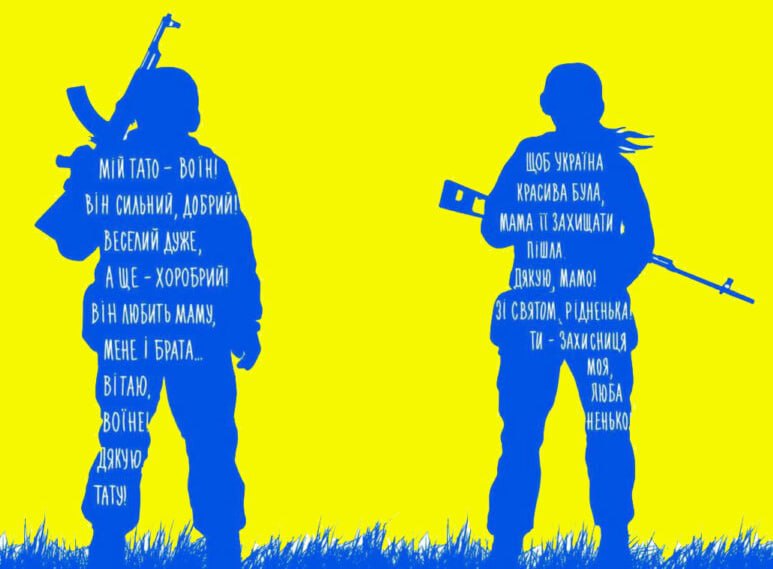 МІЙ ТАТО – ВОЇН!
ВІН СИЛЬНИЙ, ДОБРИЙ!
ВЕСЕЛИЙ ДУЖЕ,
А ЩЕ – ХОРОБРИЙ!
ВІН ЛЮБИТЬ МАМУ,
МЕНЕ І БРАТА...
ВІТАЮ,
ВОЇНЕ!
ДЯКУЮ,
ТАТУ!
ЩОБ УКРАЇНА
КРАСИВА БУЛА,
МАМА ЇЇ ЗАХИЩАТИ
ПІШЛА.
ДЯКУЮ, МАМО!
ЗІ СВЯТОМ, РІДНЕНЬКА!
ТИ – ЗАХИСНИЦЯ
МОЯ,
ЛЮБА
НЕНЬКО